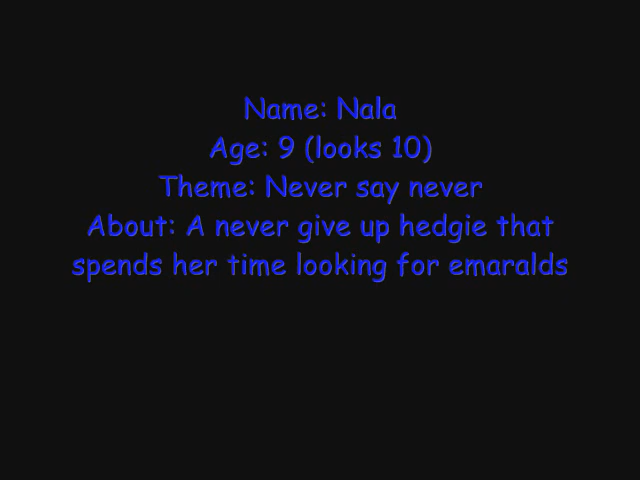 Name: Nala
Age: 9 (looks 10)
Theme: Never say never
About: A never give up hedgie that
spends her time looking for emaralds